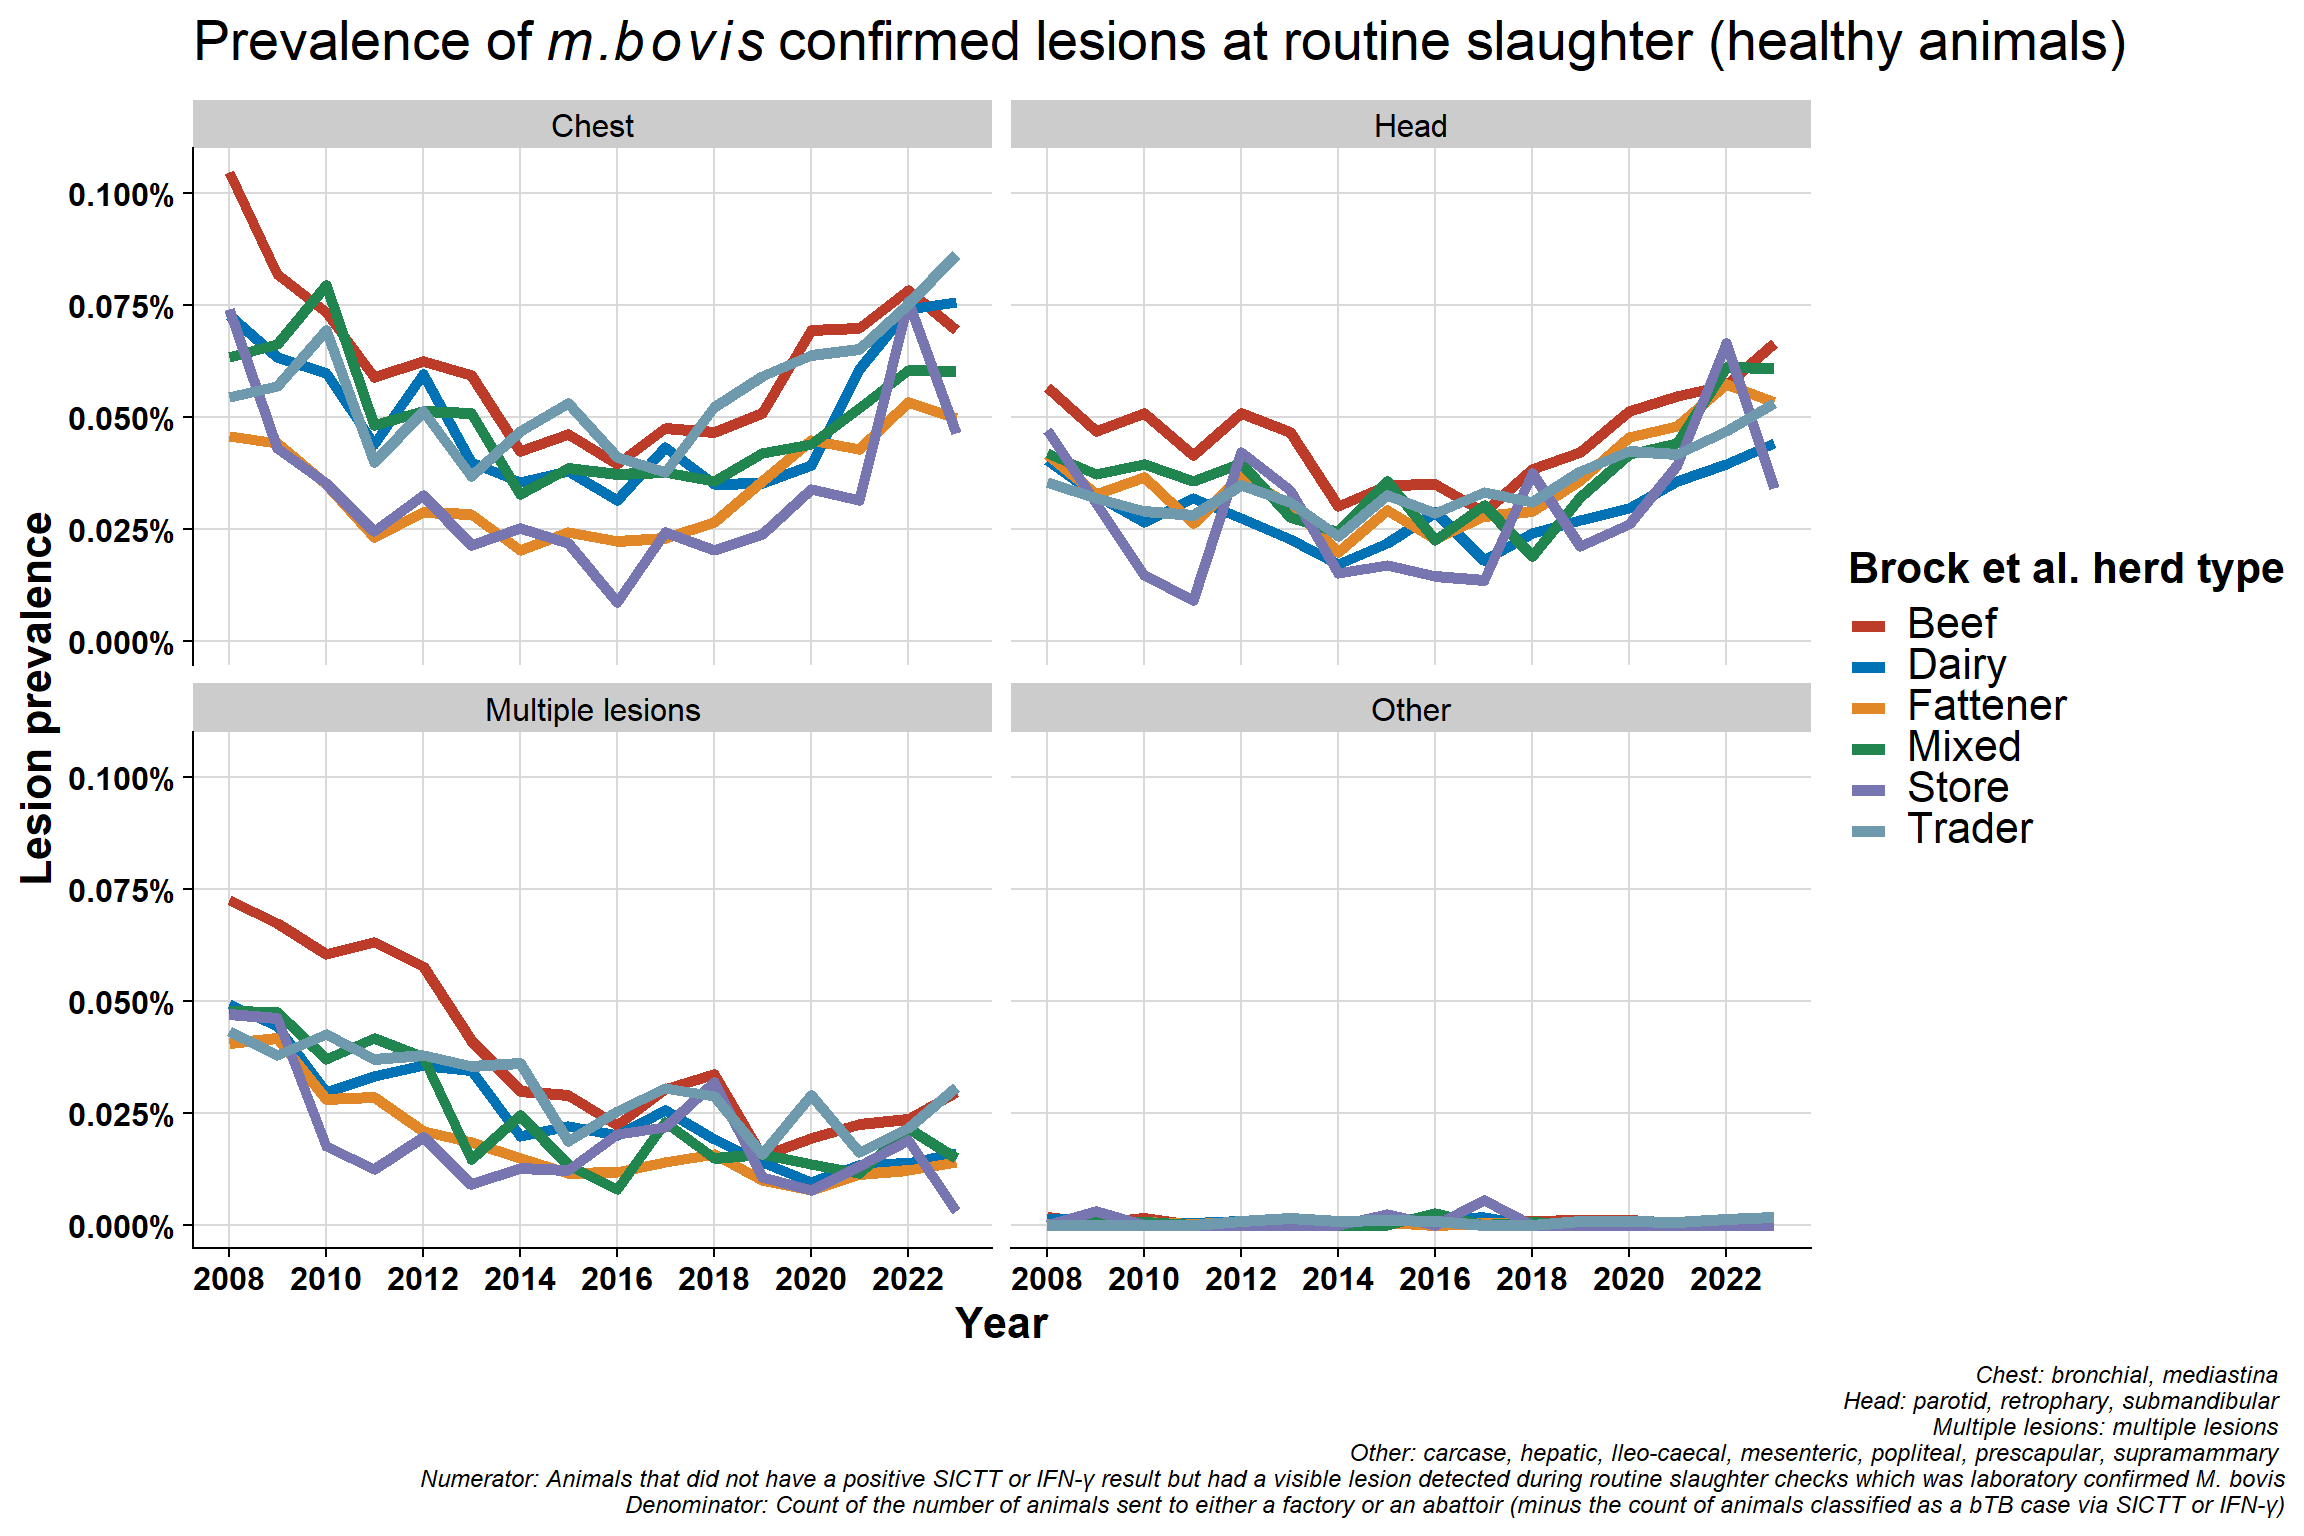 Prevalence of m.bovis confirmed lesions at routine slaughter (healthy animals)
Chest
Head
0.100%
0.075%
0.050%
0.025%
0.000%
Multiple lesions
Other
0.100%
0.075%
0.050%
0.025%
0.000%
Lesion prevalence
2008 2010 2012 2014 2016 2018 2020 2022
2008 2010 2012 2014 2016 2018 2020 2022
Year
Brock et al. herd type
Beef
Dairy
Fattener
Mixed
Store
Trader
Chest: bronchial, mediastina
Head: parotid, retrophary, submandibular
Multiple lesions: multiple lesions
Other: carcase, hepatic, Ileo-caecal, mesenteric, popliteal, prescapular, supramammary
Numerator: Animals that did not have a positive SICTT or IFN-γ result but had a visible lesion detected during routine slaughter checks which was laboratory confirmed M. bovis
Denominator: Count of the number of animals sent to either a factory or an abattoir (minus the count of animals classified as a bTB case via SICTT or IFN-γ)